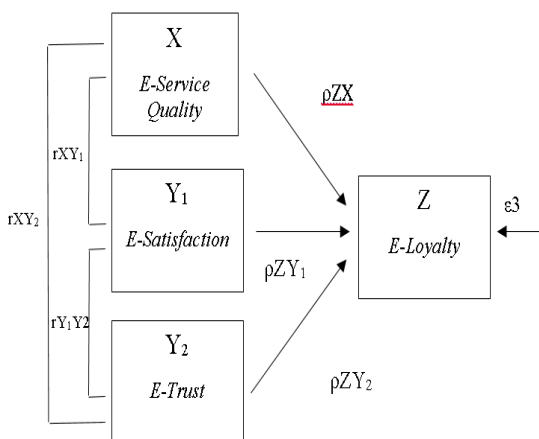 X
E-Service
Quality
ρZX
rXY₁
rXY₂
Y₁
E-Satisfaction
ρZY₁
Z
E-Loyalty
ε3
rY₁Y2
Y₂
E-Trust
ρZY₂